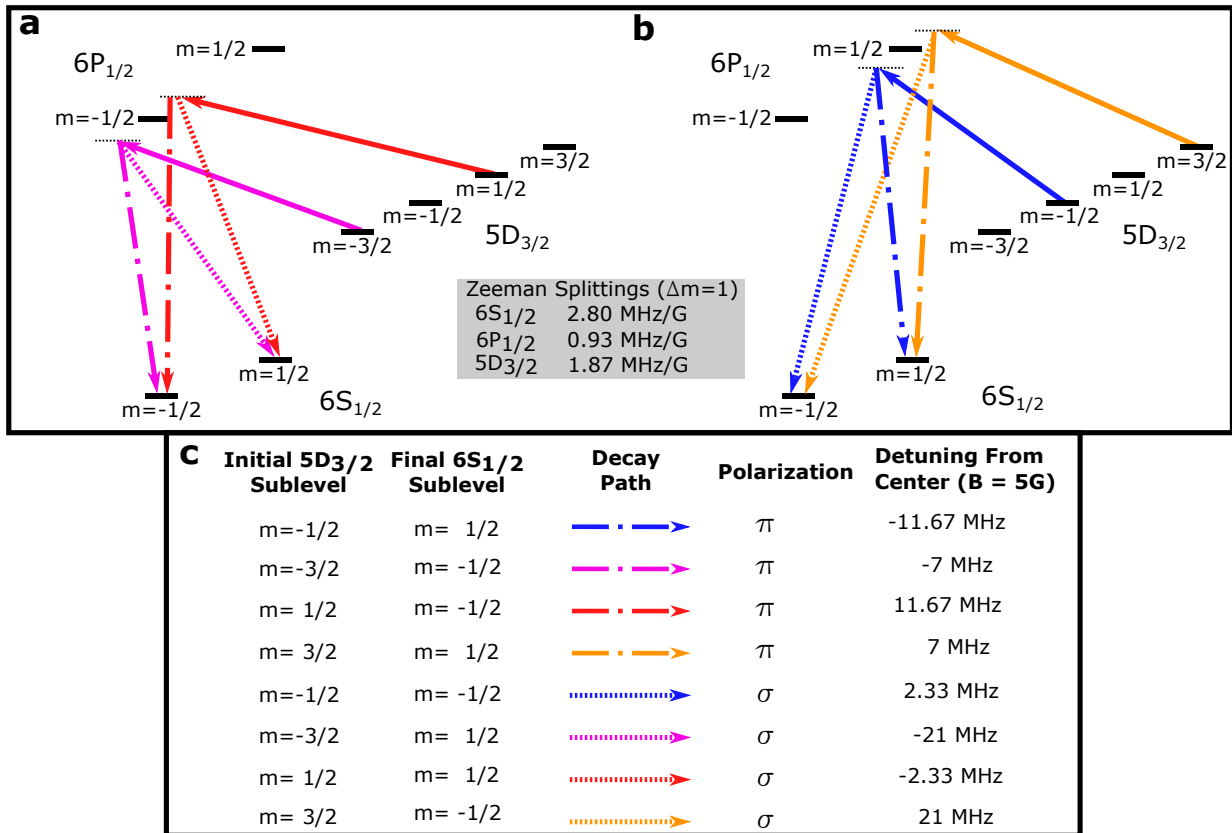 a
m=1/2
6P1/2
m=-1/2
m=3/2
m=1/2
m=-1/2
m=-3/2
5D3/2
m=1/2
m=-1/2
6S1/2
b
m=1/2
6P1/2
m=-1/2
m=3/2
m=1/2
m=-1/2
m=-3/2
5D3/2
m=1/2
m=-1/2
6S1/2
Zeeman Splittings (Δm=1)
6S1/2 2.80 MHz/G
6P1/2 0.93 MHz/G
5D3/2 1.87 MHz/G
c
Initial 5D3/2 Sublevel Final 6S1/2 Sublevel Decay Path Polarization Detuning From Center (B = 5G)
m=-1/2 m= 1/2 π -11.67 MHz
m=-3/2 m= -1/2 π -7 MHz
m= 1/2 m= -1/2 π 11.67 MHz
m= 3/2 m= 1/2 π 7 MHz
m=-1/2 m= -1/2 σ 2.33 MHz
m=-3/2 m= 1/2 σ -21 MHz
m= 1/2 m= 1/2 σ -2.33 MHz
m= 3/2 m= -1/2 σ 21 MHz